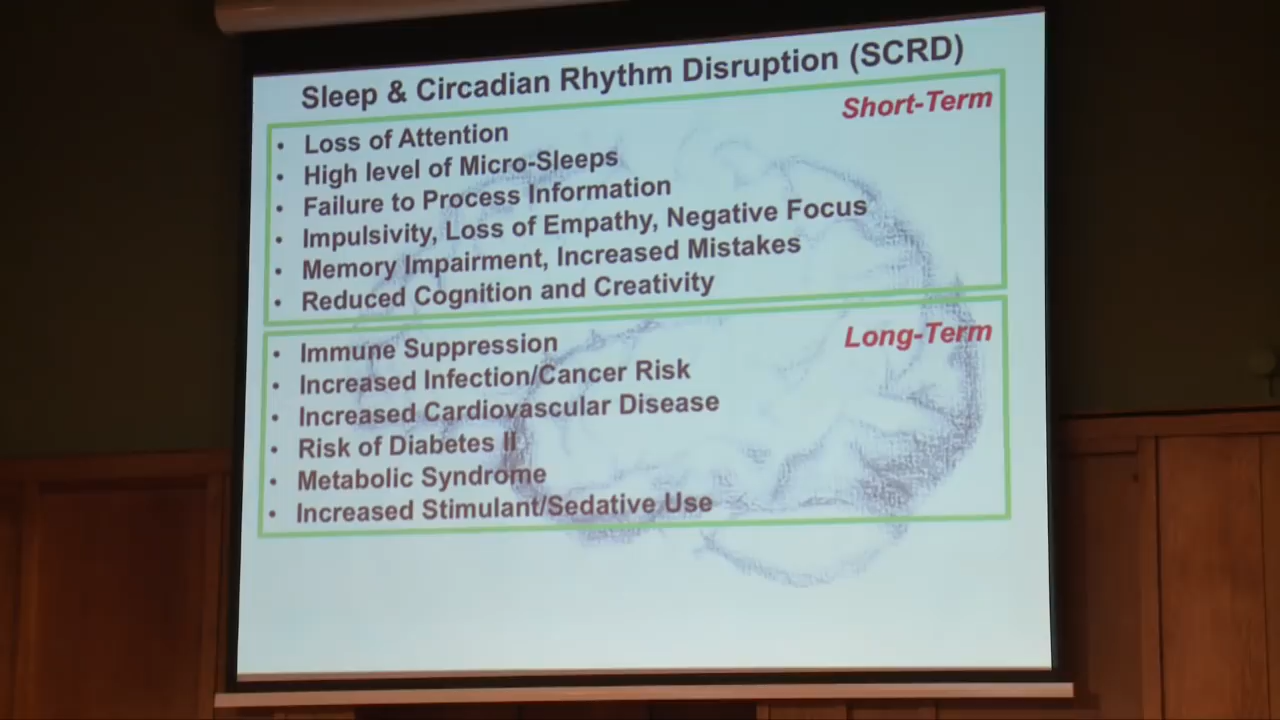 Sleep & Circadian Rhythm Disruption (SCRD)
Short-Term
• Loss of Attention
• High level of Micro-Sleeps
• Failure to Process Information
• Impulsivity, Loss of Empathy, Negative Focus
• Memory Impairment, Increased Mistakes
• Reduced Cognition and Creativity
Long-Term
• Immune Suppression
• Increased Infection/Cancer Risk
• Increased Cardiovascular Disease
• Risk of Diabetes II
• Metabolic Syndrome
• Increased Stimulant/Sedative Use